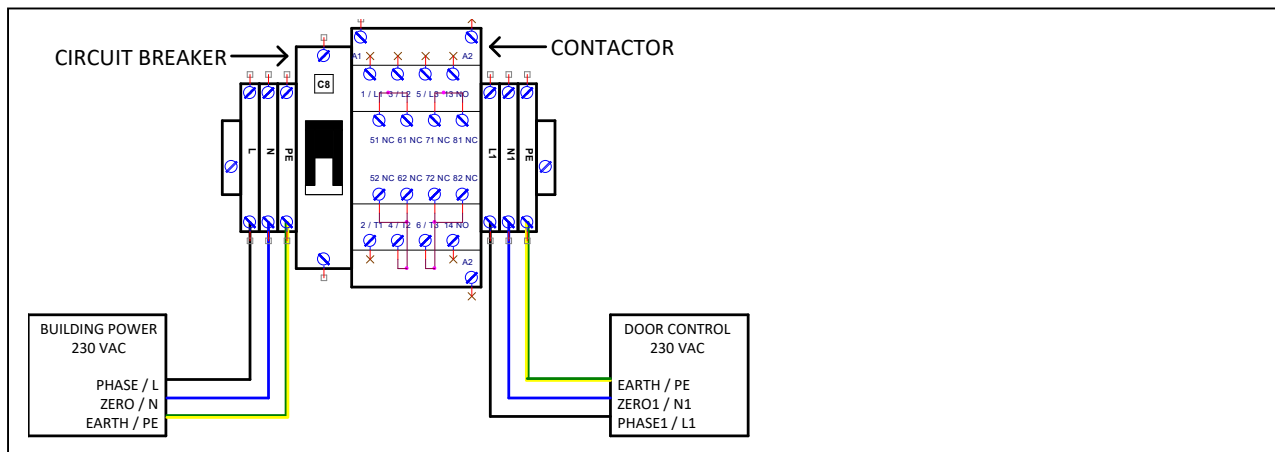 CIRCUIT BREAKER
CONTACTOR
C8
A1
A2
1 / L1 3 / L2 5 / L3 13 NO
51 NC 61 NC 71 NC 81 NC
52 NC 62 NC 72 NC 82 NC
2 / T1 4 / T2 6 / T3 14 NO
A2
L
N
PE
L1
N1
PE
BUILDING POWER
230 VAC
PHASE / L
ZERO / N
EARTH / PE
DOOR CONTROL
230 VAC
EARTH / PE
ZERO1 / N1
PHASE1 / L1